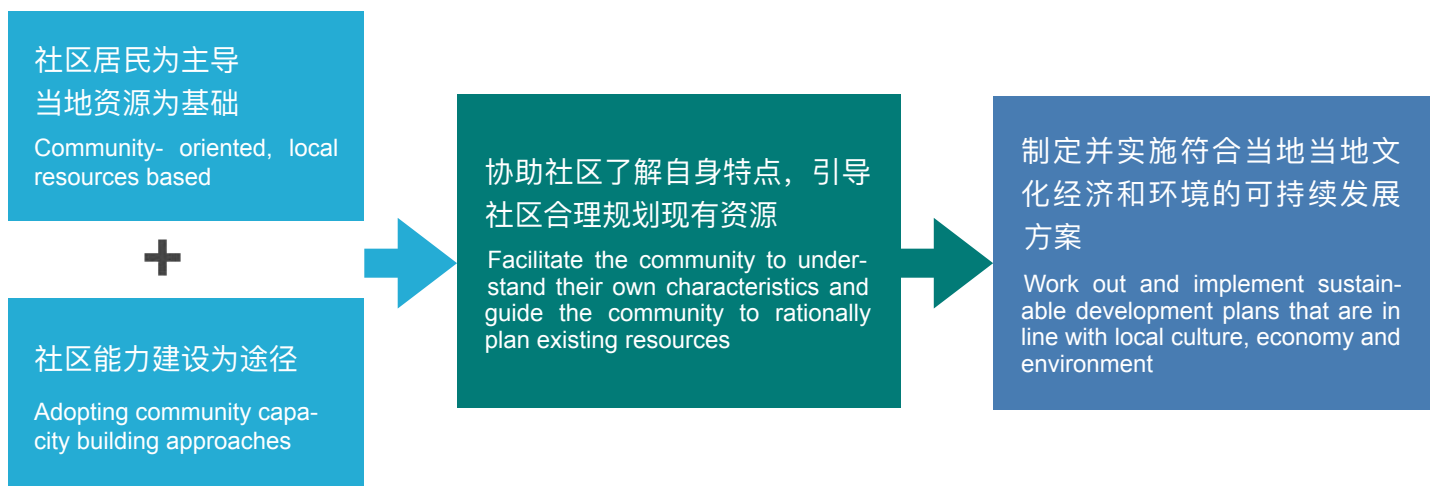 社区居民为主导
当地资源为基础
Community- oriented, local
resources based
+
社区能力建设为途径
Adopting community capa-
city building approaches
协助社区了解自身特点，引导
社区合理规划现有资源
Facilitate the community to under-
stand their own characteristics and
guide the community to rationally
plan existing resources
制定并实施符合当地当地文
化经济和环境的可持续发展
方案
Work out and implement sustain-
able development plans that are in
line with local culture, economy and
environment